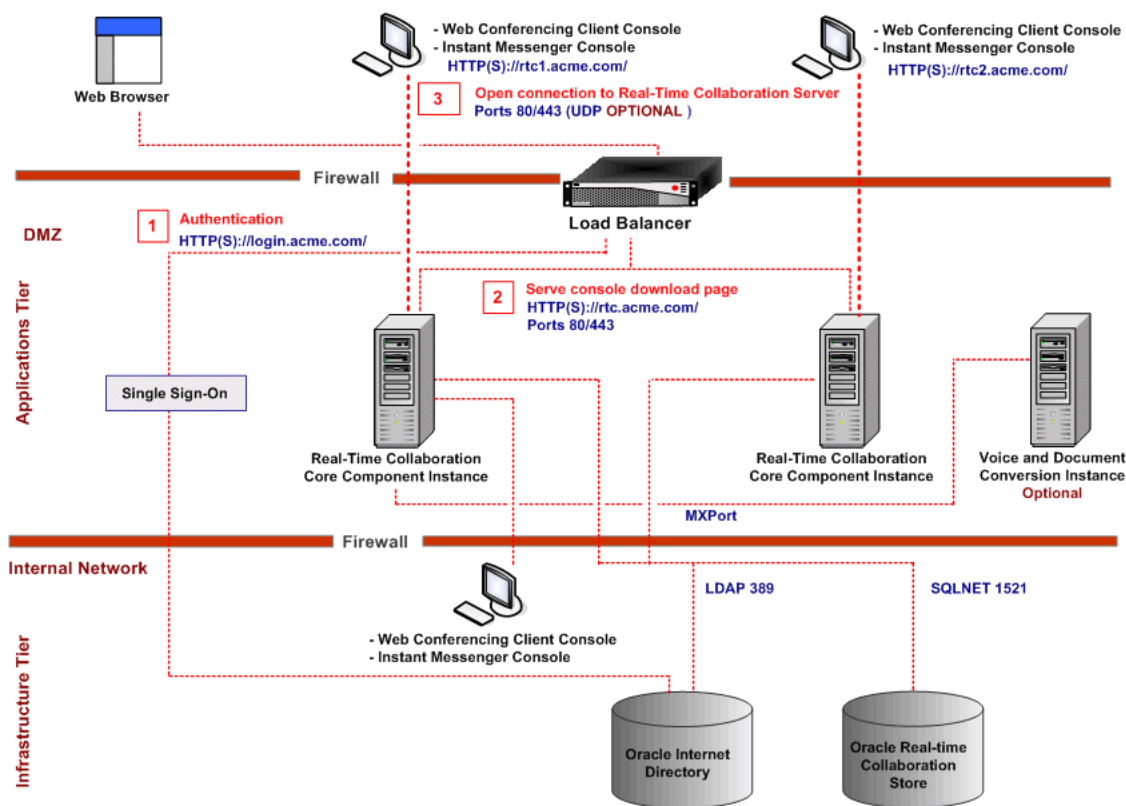 Web Browser
- Web Conferencing Client Console
- Instant Messenger Console
HTTP(S)://rtc1.acme.com/
- Web Conferencing Client Console
- Instant Messenger Console
HTTP(S)://rtc2.acme.com/
3
Open connection to Real-Time Collaboration Server
Ports 80/443 (UDP OPTIONAL )
Firewall
Load Balancer
DMZ
1
Authentication
HTTP(S)://login.acme.com/
2
Serve console download page
HTTP(S)://rtc.acme.com/
Ports 80/443
Applications Tier
Single Sign-On
Real-Time Collaboration
Core Component Instance
Real-Time Collaboration
Core Component Instance
Voice and Document
Conversion Instance
Optional
MXPort
Firewall
Internal Network
LDAP 389
SQLNET 1521
- Web Conferencing Client Console
- Instant Messenger Console
Infrastructure Tier
Oracle Internet
Directory
Oracle Real-time
Collaboration
Store